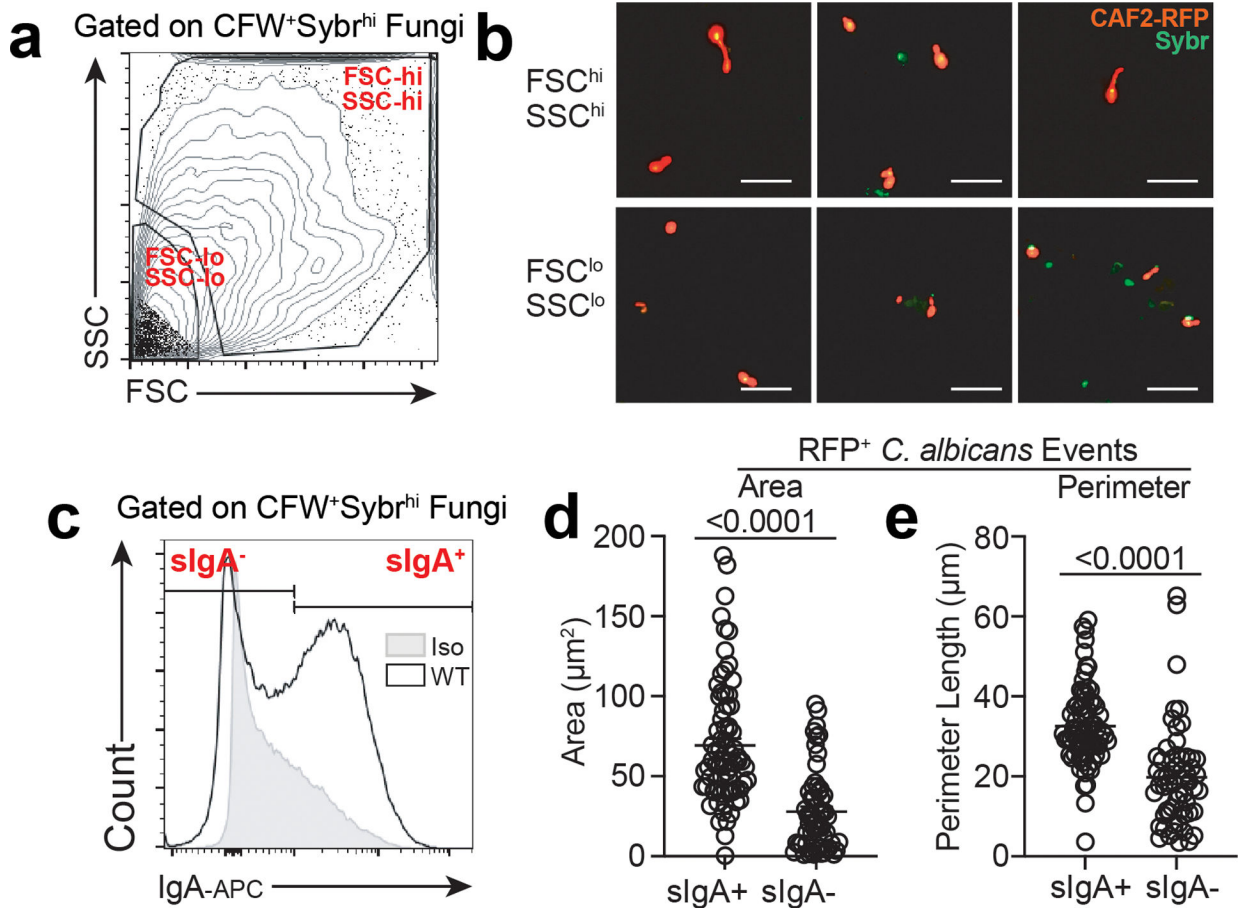 a
Gated on CFW⁺Sybrʰⁱ Fungi
FSC-hi
SSC-hi
FSC-lo
SSC-lo
SSC
FSC
b
CAF2-RFP
Sybr
FSCʰⁱ
SSCʰⁱ
FSCˡᵒ
SSCˡᵒ
c
Gated on CFW⁺Sybrʰⁱ Fungi
sIgA⁻
sIgA⁺
Iso
WT
Count
IgA-APC
RFP⁺ C. albicans Events
d
Area
<0.0001
200
150
100
50
0
Area (µm²)
sIgA+
sIgA-
e
Perimeter
<0.0001
80
60
40
20
0
Perimeter Length (µm)
sIgA+
sIgA-